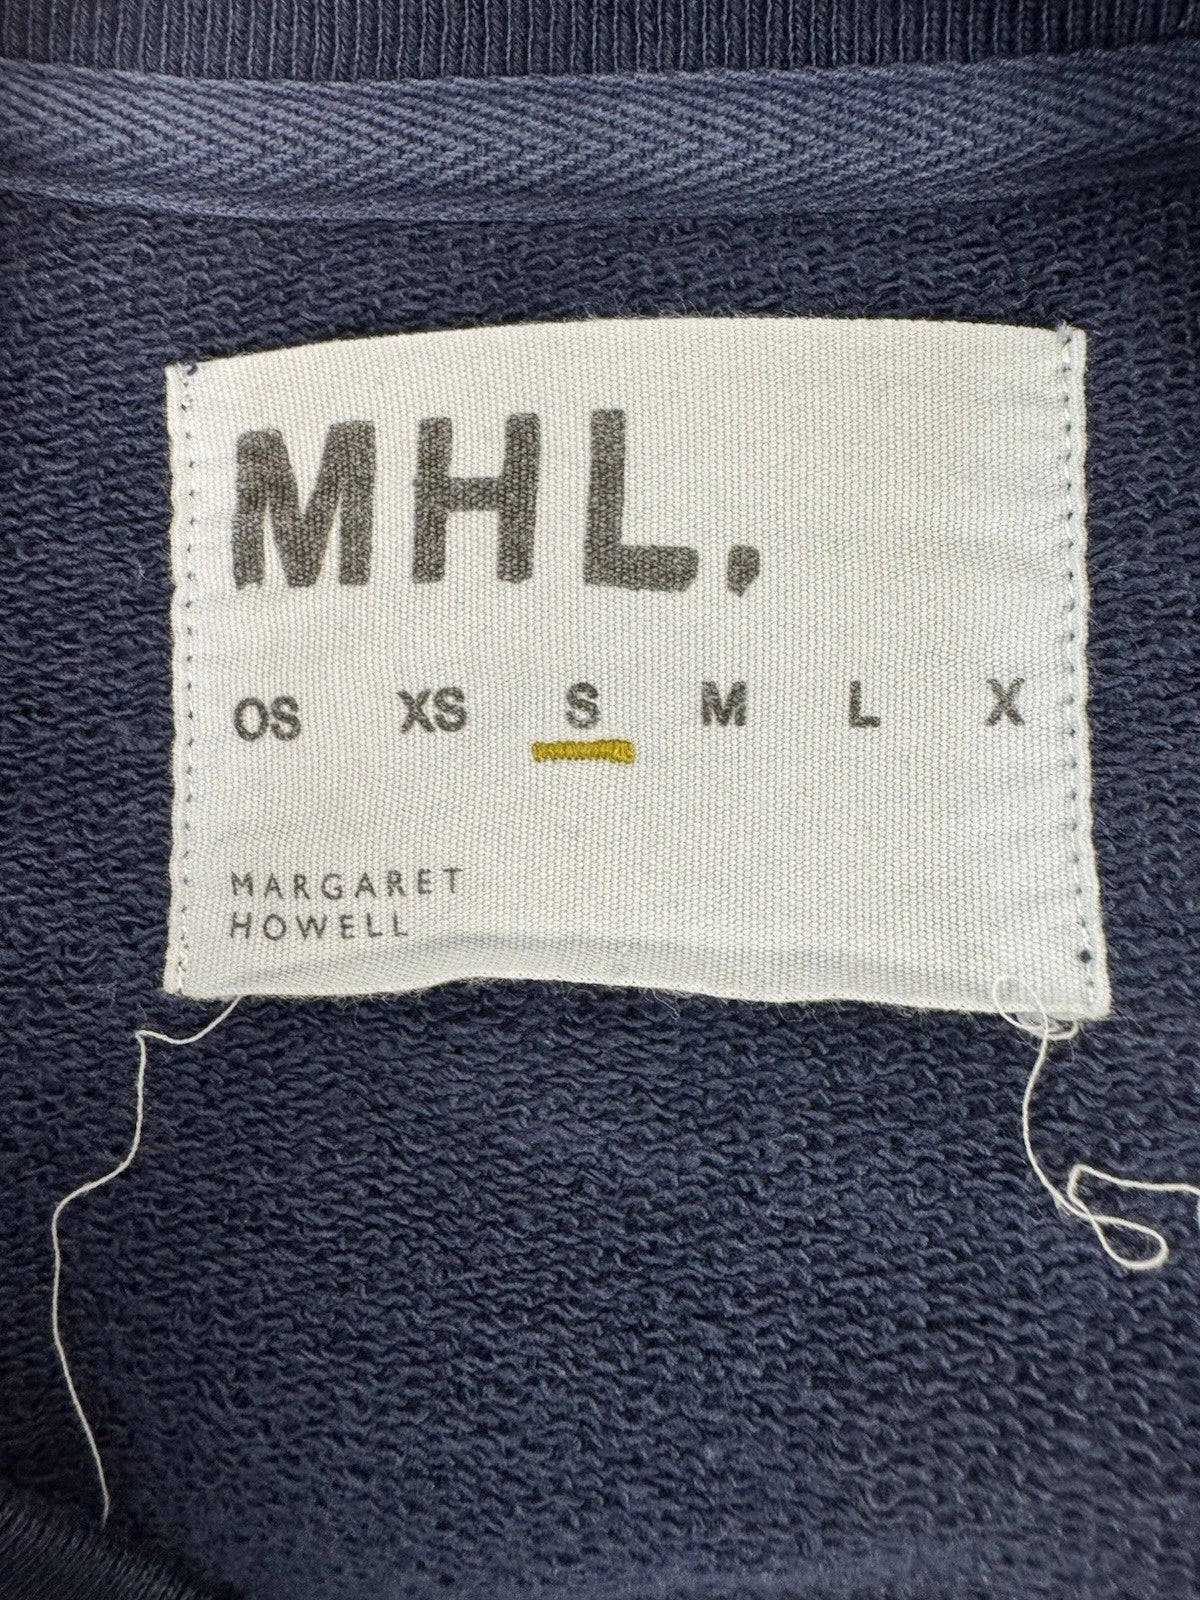 MHL.
OS XS S M L X
MARGARET
HOWELL